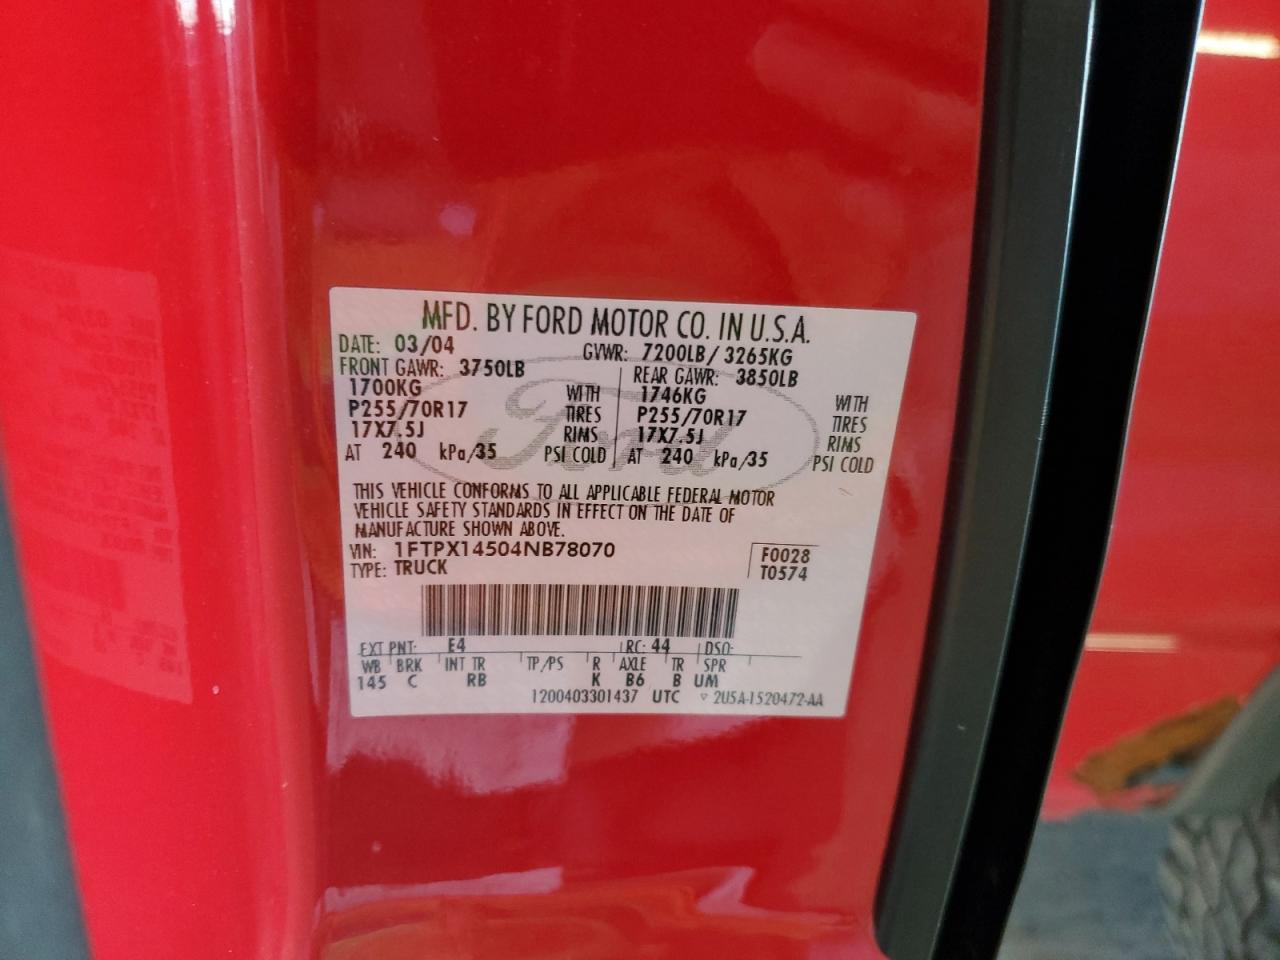 MFD. BY FORD MOTOR CO. IN U.S.A.
DATE: 03/04 GVWR: 7200LB/ 3265KG
FRONT GAWR: 3750LB REAR GAWR: 3850LB
1700KG WITH 1746KG WITH
P255/70R17 TIRES P255/70R17 TIRES
17X7.5J RIMS 17X7.5J RIMS
AT 240 kPa/35 PSI COLD AT 240 kPa/35 PSI COLD
Ford
THIS VEHICLE CONFORMS TO ALL APPLICABLE FEDERAL MOTOR
VEHICLE SAFETY STANDARDS IN EFFECT ON THE DATE OF
MANUFACTURE SHOWN ABOVE.
VIN: 1FTPX14504NB78070 F0028
TYPE: TRUCK T0574
EXT PNT: E4 RC: 44 DSO:
WB BRK INT TR TP/PS R AXLE TR SPR
145 C RB K B6 B UM
1200403301437 UTC ▽ 2U5A-1520472-AA